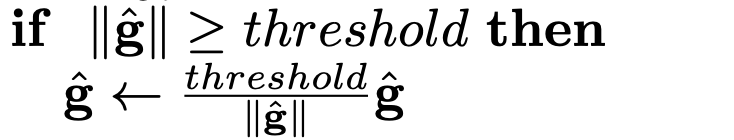 if ‖ĝ‖ ≥ threshold then
ĝ ← threshold/‖ĝ‖ ĝ